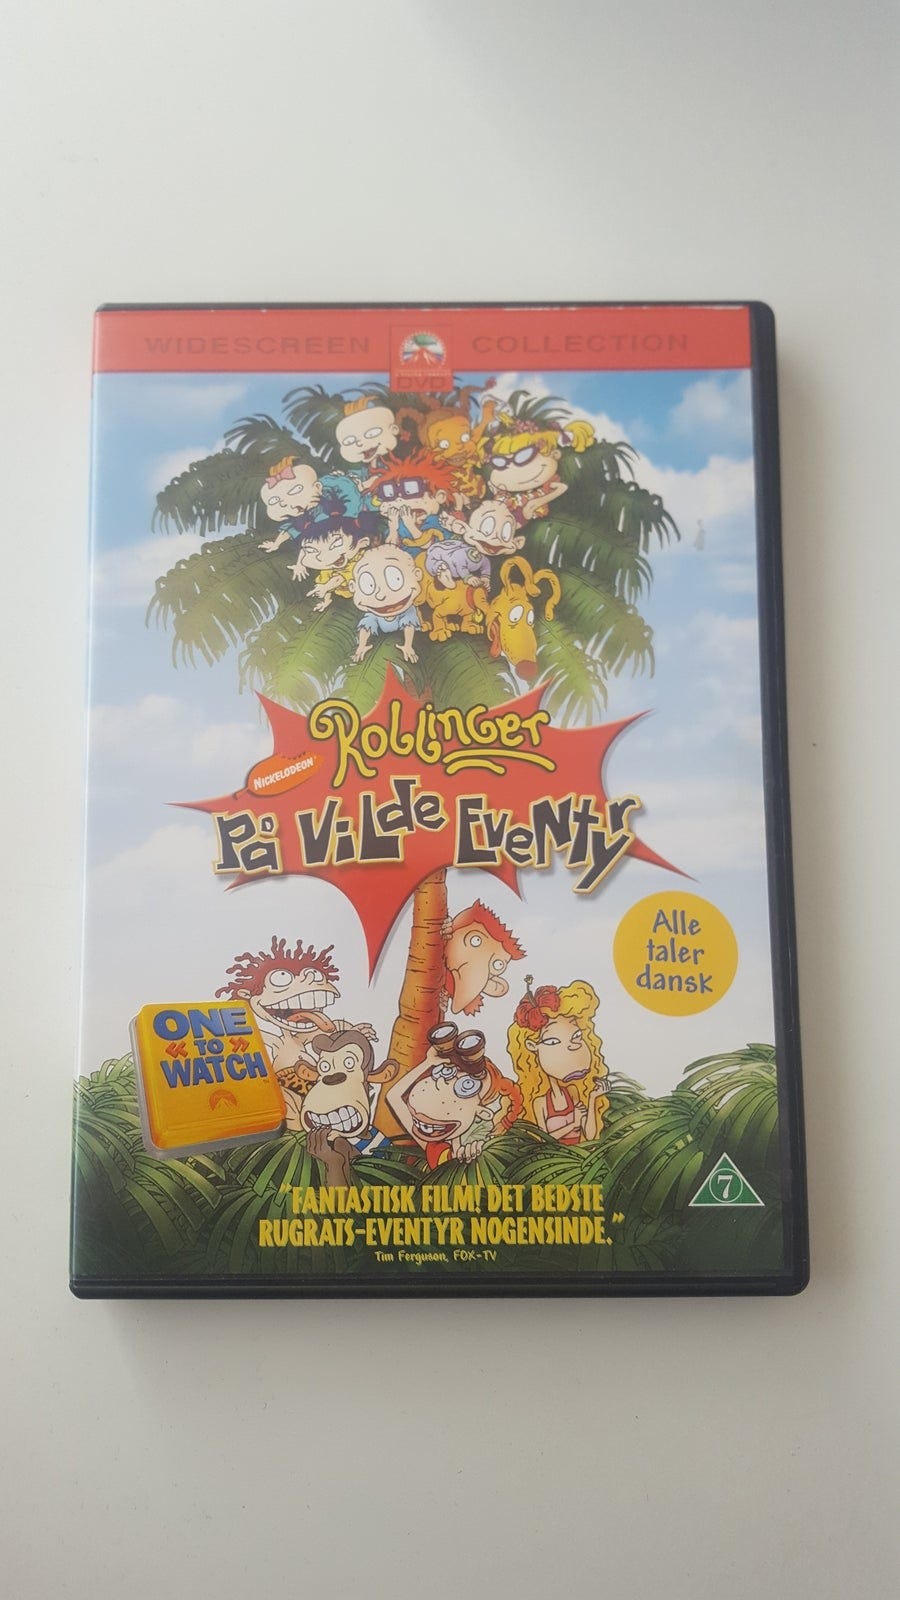 WIDESCREEN COLLECTION
DVD
Rollinger
NICKELODEON
På Vilde Eventyr
Alle
taler
dansk
ONE
« TO »
WATCH
7
"FANTASTISK FILM! DET BEDSTE
RUGRATS-EVENTYR NOGENSINDE."
Tim Ferguson, FOX-TV